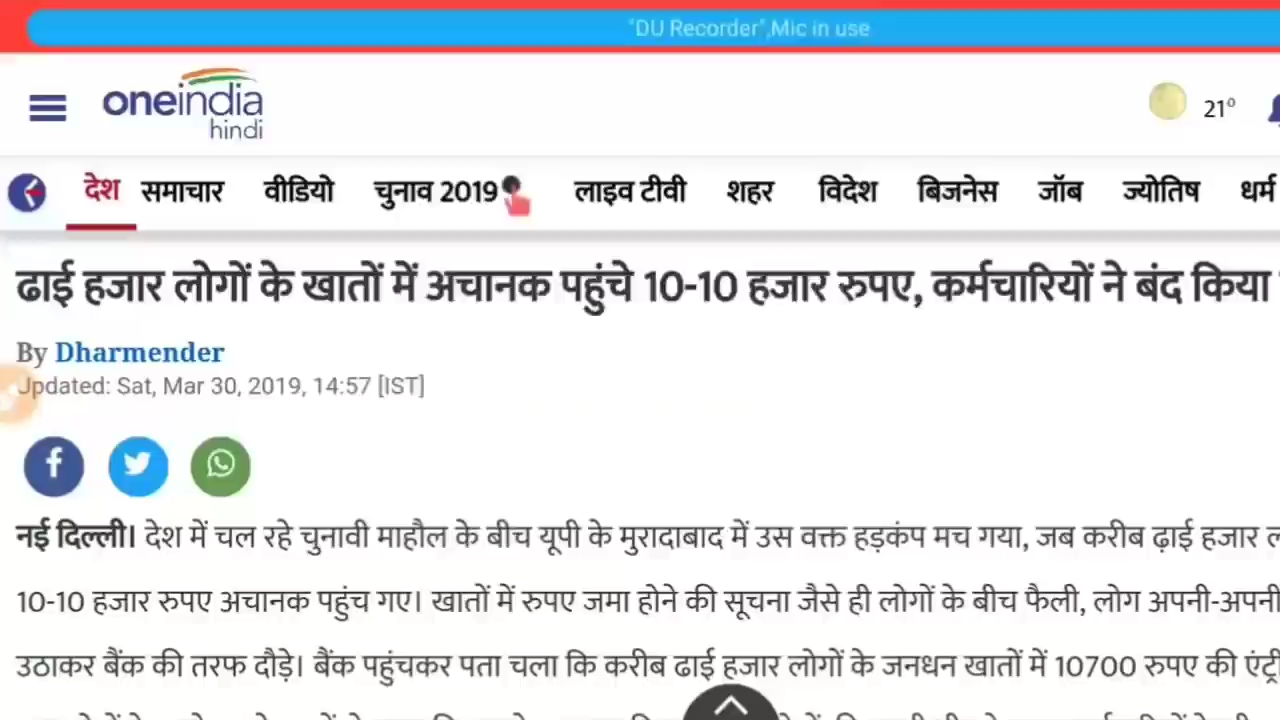 "DU Recorder",Mic in use
oneindia
hindi
21°
देश समाचार वीडियो चुनाव 2019 लाइव टीवी शहर विदेश बिजनेस जॉब ज्योतिष धर्म
ढाई हजार लोगों के खातों में अचानक पहुंचे 10-10 हजार रुपए, कर्मचारियों ने बंद किया
By Dharmender
Updated: Sat, Mar 30, 2019, 14:57 [IST]
नई दिल्ली। देश में चल रहे चुनावी माहौल के बीच यूपी के मुरादाबाद में उस वक्त हड़कंप मच गया, जब करीब ढ़ाई हजार
10-10 हजार रुपए अचानक पहुंच गए। खातों में रुपए जमा होने की सूचना जैसे ही लोगों के बीच फैली, लोग अपनी-अपनी
उठाकर बैंक की तरफ दौड़े। बैंक पहुंचकर पता चला कि करीब ढाई हजार लोगों के जनधन खातों में 10700 रुपए की एंट्री